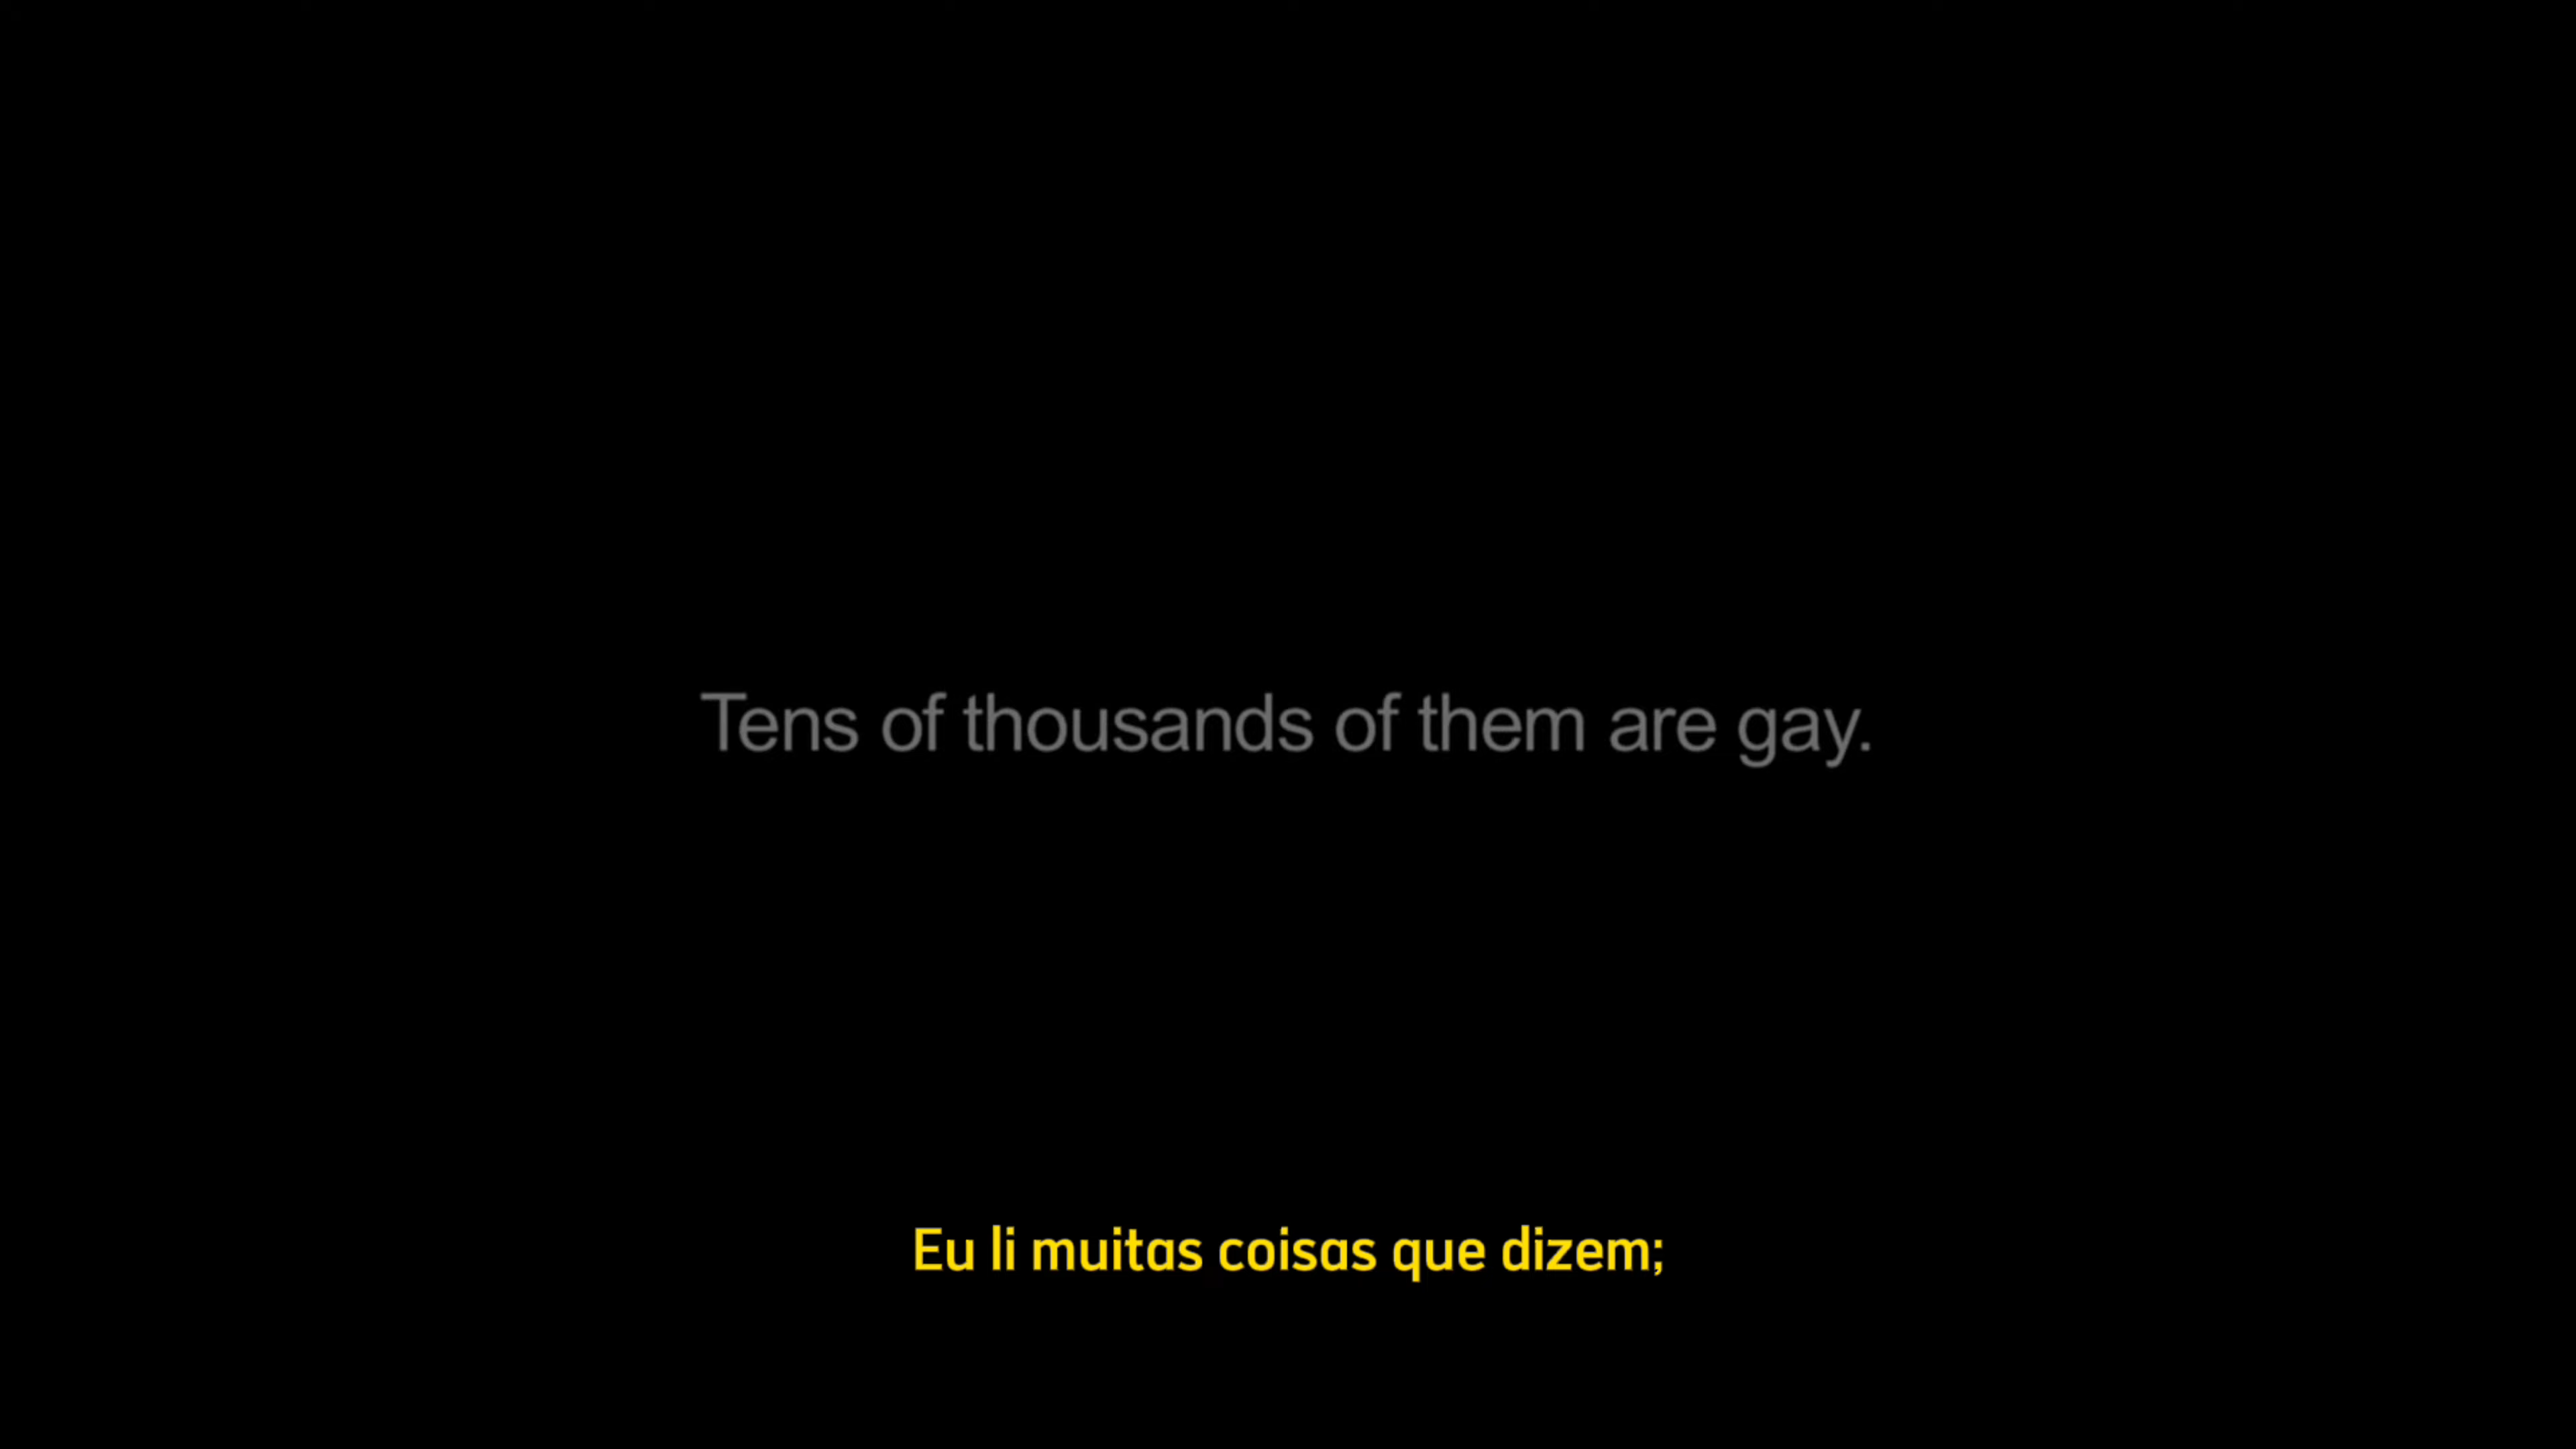 Tens of thousands of them are gay.
Eu li muitas coisas que dizem;